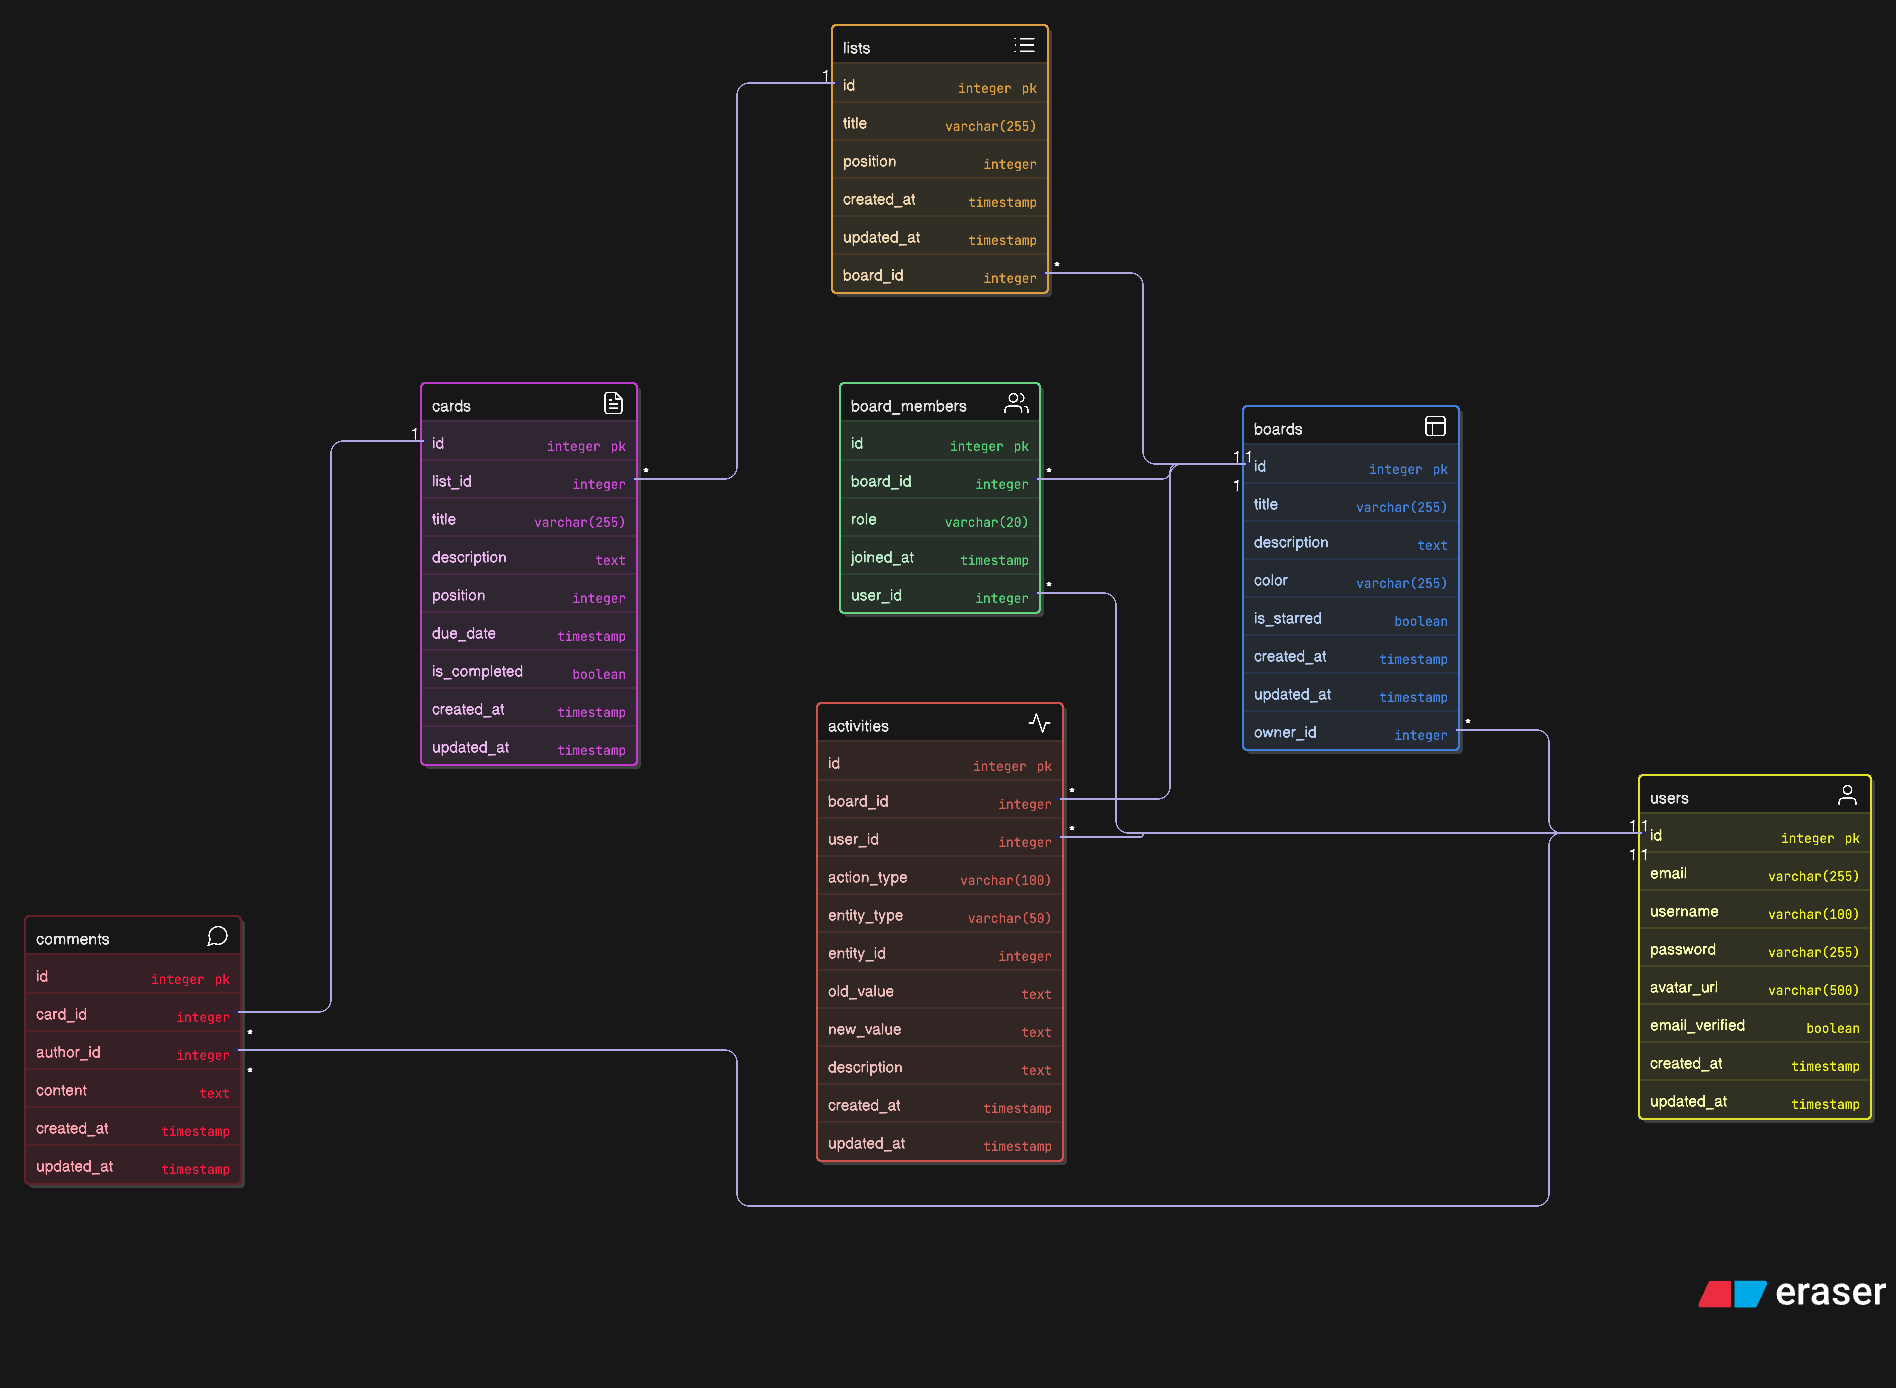 lists
1
id integer pk
title varchar(255)
position integer
created_at timestamp
updated_at timestamp
board_id integer
*
cards
1
id integer pk
list_id integer
*
title varchar(255)
description text
position integer
due_date timestamp
is_completed boolean
created_at timestamp
updated_at timestamp
board_members
id integer pk
board_id integer
*
role varchar(20)
joined_at timestamp
user_id integer
*
boards
1 1
id integer pk
1
title varchar(255)
description text
color varchar(255)
is_starred boolean
created_at timestamp
updated_at timestamp
owner_id integer
*
activities
id integer pk
board_id integer
*
user_id integer
*
action_type varchar(100)
entity_type varchar(50)
entity_id integer
old_value text
new_value text
description text
created_at timestamp
updated_at timestamp
users
1 1
id integer pk
1 1
email varchar(255)
username varchar(100)
password varchar(255)
avatar_url varchar(500)
email_verified boolean
created_at timestamp
updated_at timestamp
comments
id integer pk
card_id integer
*
author_id integer
*
content text
created_at timestamp
updated_at timestamp
eraser